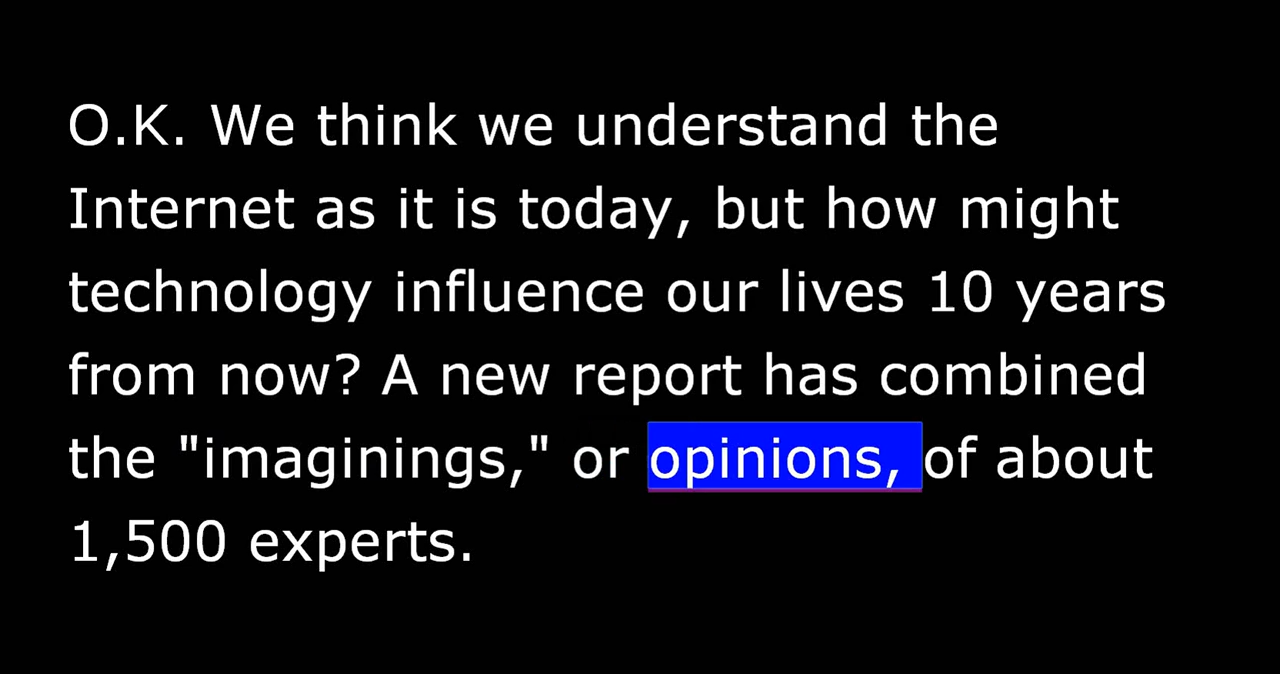 O.K. We think we understand the
Internet as it is today, but how might
technology influence our lives 10 years
from now? A new report has combined
the "imaginings," or opinions, of about
1,500 experts.